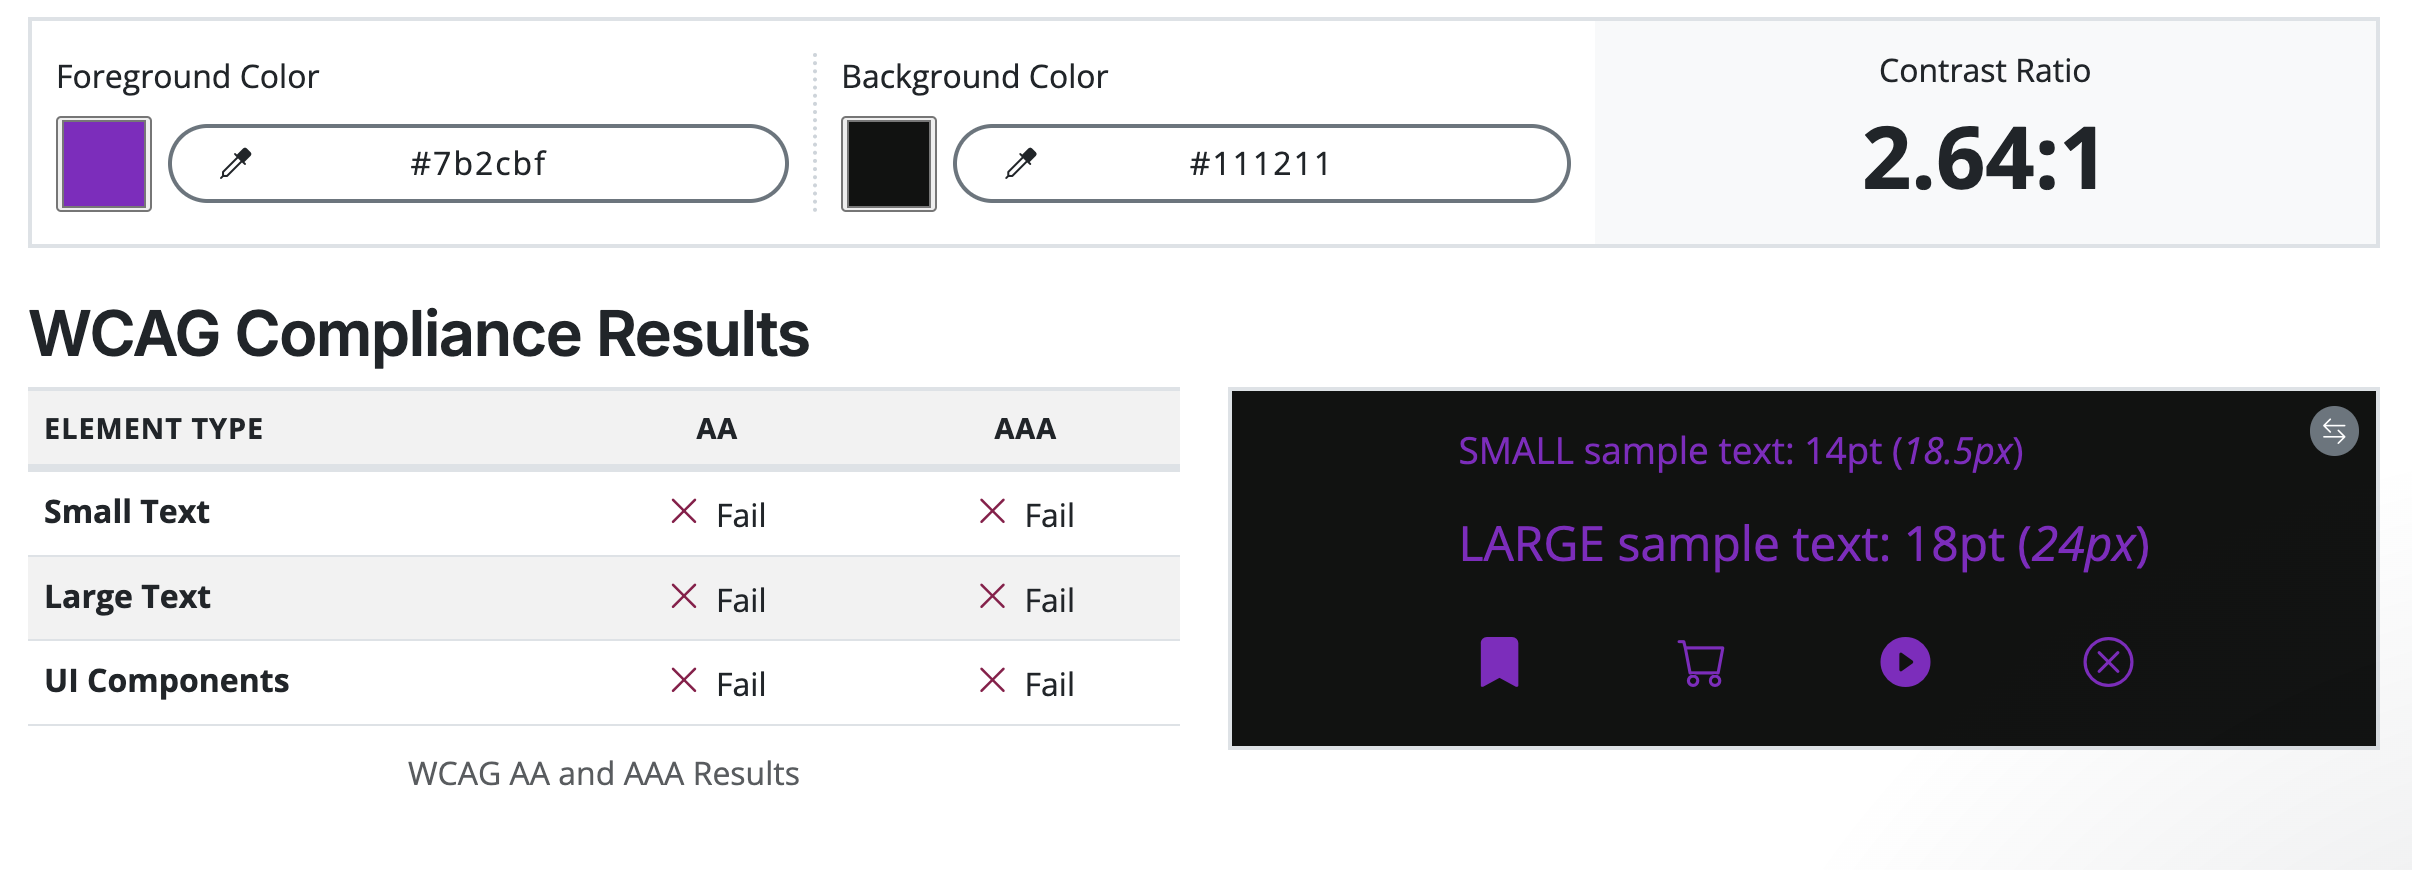 Foreground Color
#7b2cbf
Background Color
#111211
Contrast Ratio
2.64:1
WCAG Compliance Results
ELEMENT TYPE AA AAA
Small Text Fail Fail
Large Text Fail Fail
UI Components Fail Fail
WCAG AA and AAA Results
SMALL sample text: 14pt (18.5px)
LARGE sample text: 18pt (24px)